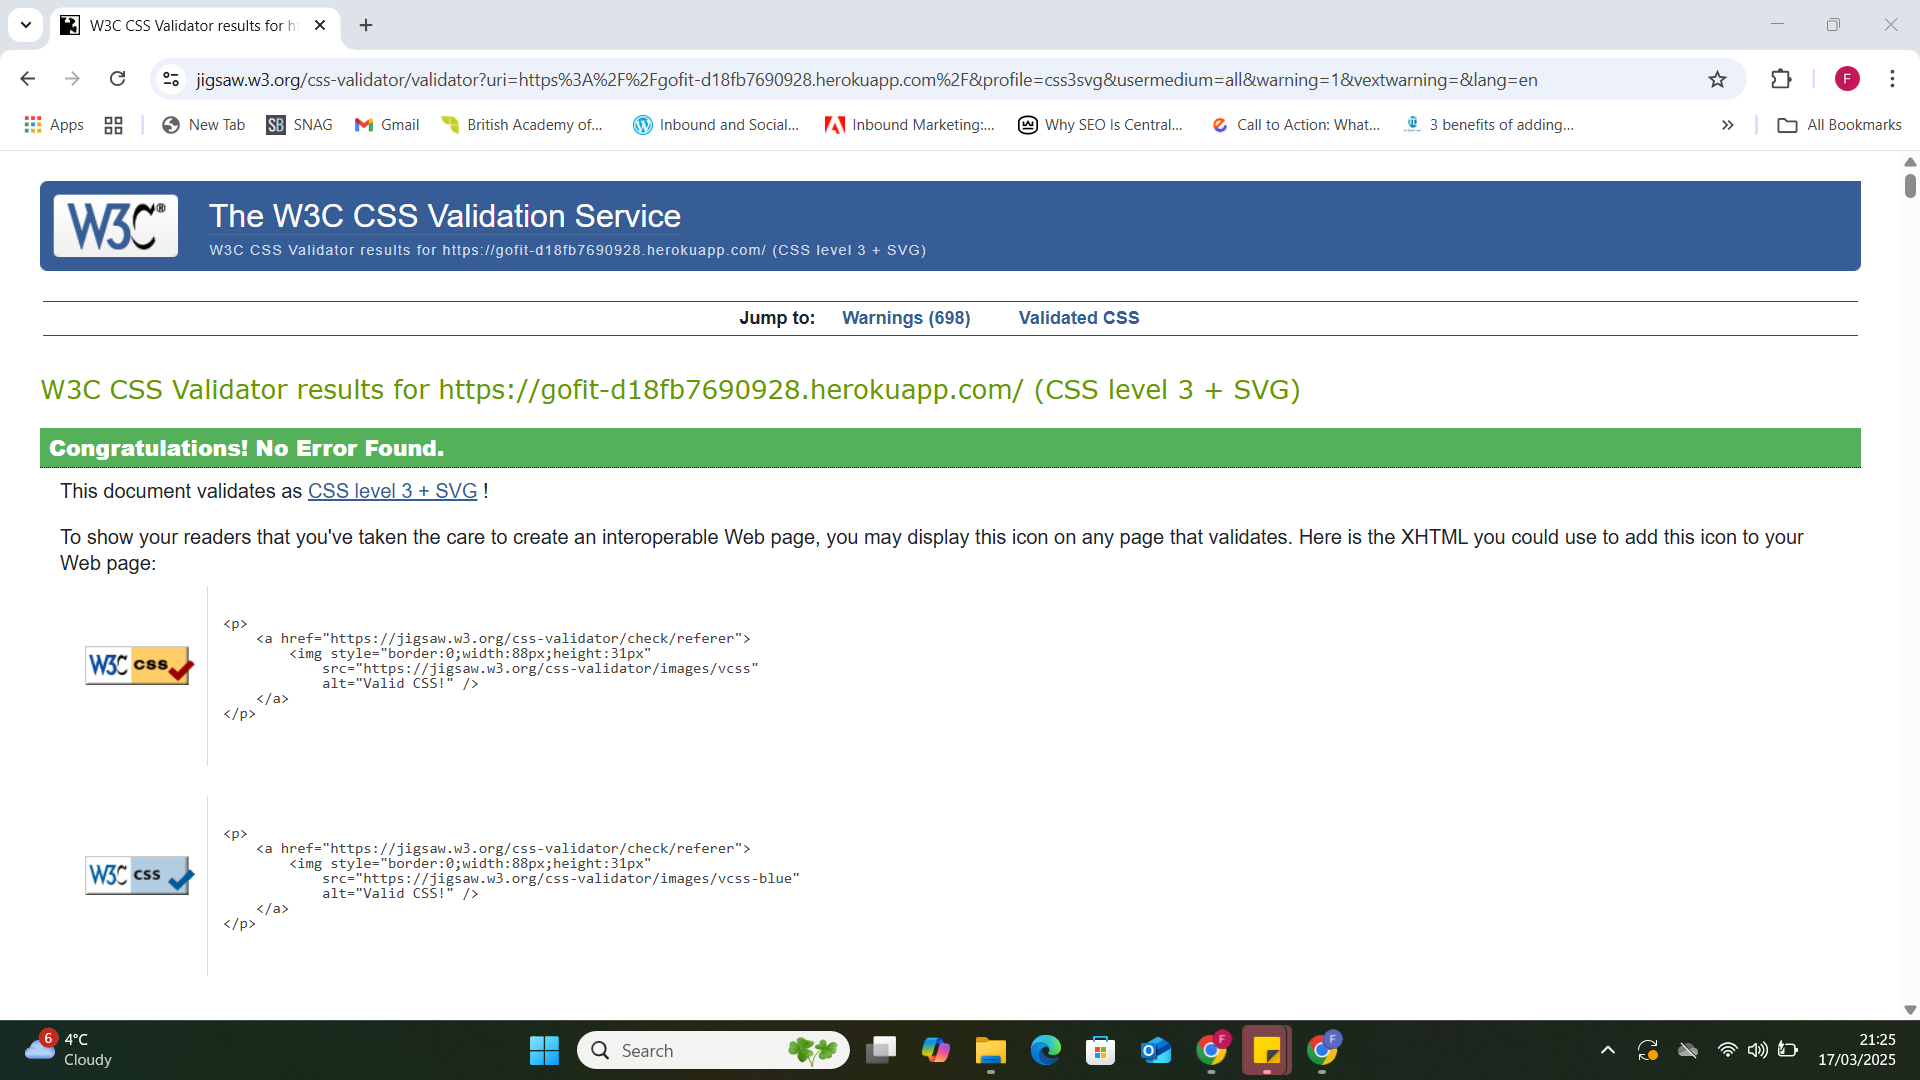 W3C CSS Validator results for h
jigsaw.w3.org/css-validator/validator?uri=https%3A%2F%2Fgofit-d18fb7690928.herokuapp.com%2F&profile=css3svg&usermedium=all&warning=1&vextwarning=&lang=en
F
Apps
New Tab
SB SNAG
Gmail
British Academy of...
Inbound and Social...
Inbound Marketing:...
Why SEO Is Central...
Call to Action: What...
3 benefits of adding...
All Bookmarks
W3C®
The W3C CSS Validation Service
W3C CSS Validator results for https://gofit-d18fb7690928.herokuapp.com/ (CSS level 3 + SVG)
Jump to: Warnings (698) Validated CSS
W3C CSS Validator results for https://gofit-d18fb7690928.herokuapp.com/ (CSS level 3 + SVG)
Congratulations! No Error Found.
This document validates as CSS level 3 + SVG !
To show your readers that you've taken the care to create an interoperable Web page, you may display this icon on any page that validates. Here is the XHTML you could use to add this icon to your
Web page:
W3C css
<p>
<a href="https://jigsaw.w3.org/css-validator/check/referer">
<img style="border:0;width:88px;height:31px"
src="https://jigsaw.w3.org/css-validator/images/vcss"
alt="Valid CSS!" />
</a>
</p>
W3C css
<p>
<a href="https://jigsaw.w3.org/css-validator/check/referer">
<img style="border:0;width:88px;height:31px"
src="https://jigsaw.w3.org/css-validator/images/vcss-blue"
alt="Valid CSS!" />
</a>
</p>
6
4°C
Cloudy
Search
F
F
21:25
17/03/2025